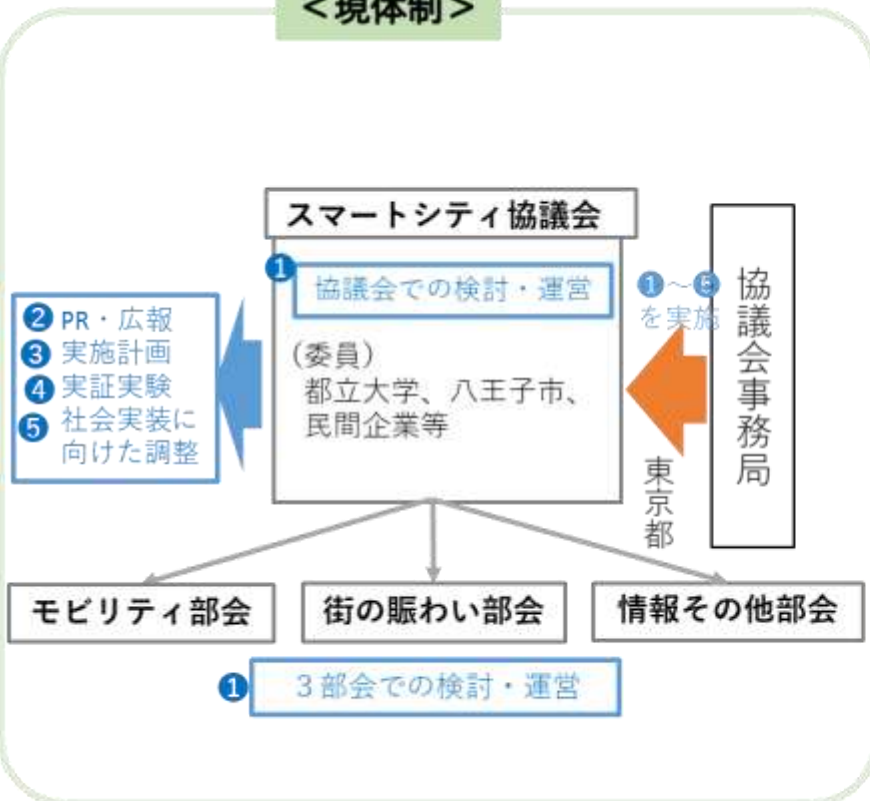 ＜現体制＞
スマートシティ協議会
❶
協議会での検討・運営
(委員)
都立大学、八王子市、
民間企業等
❷ PR・広報
❸ 実施計画
❹ 実証実験
❺ 社会実装に
向けた調整
❶～❺
を実施
東京都
協議会事務局
モビリティ部会
街の賑わい部会
情報その他部会
❶ ３部会での検討・運営